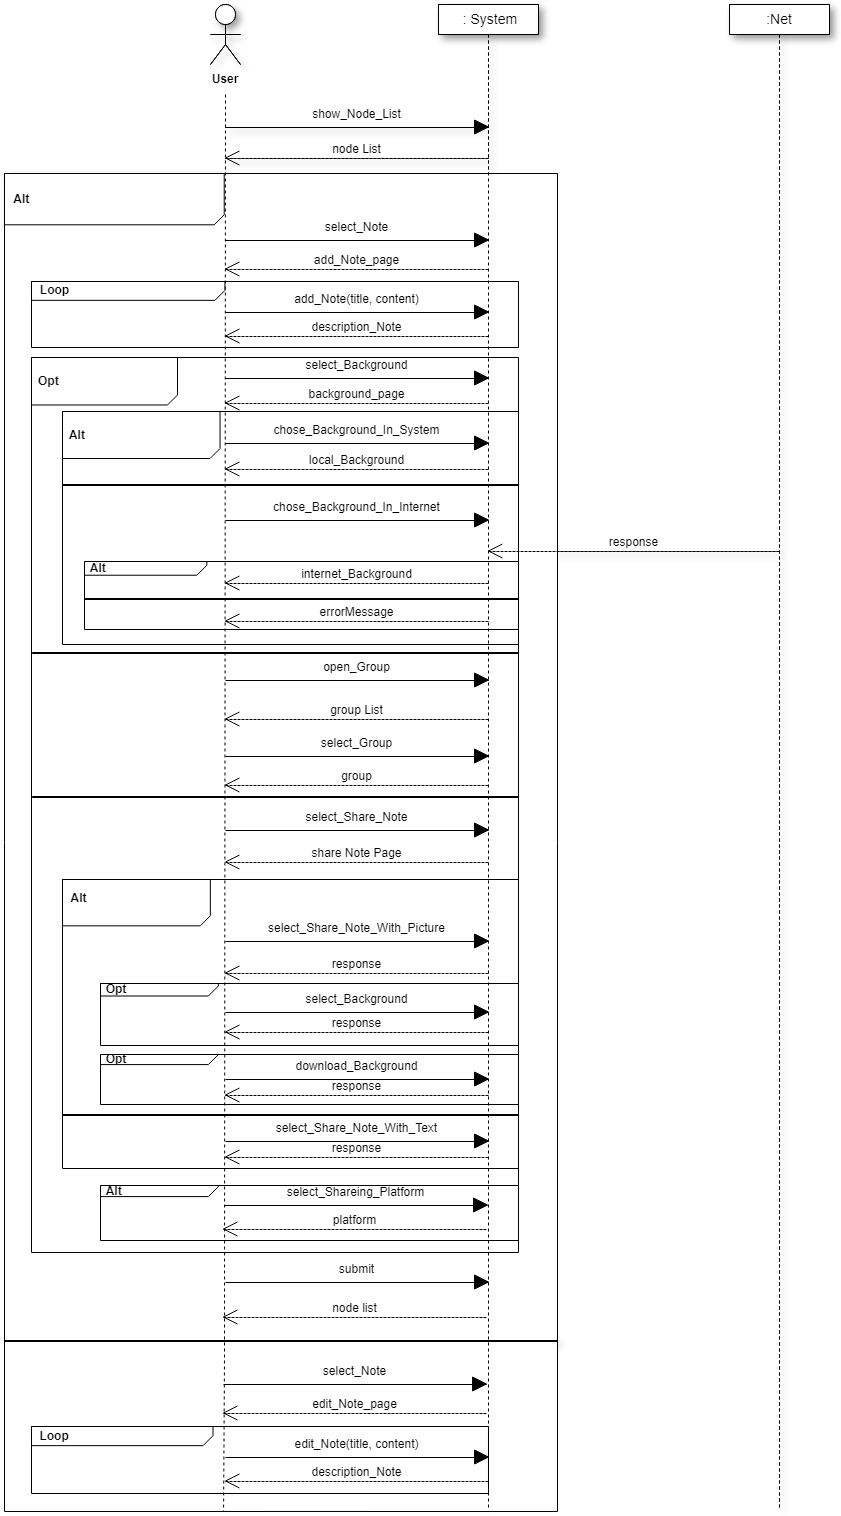 : System
:Net
User
show_Node_List
node List
Alt
select_Note
add_Note_page
Loop
add_Note(title, content)
description_Note
select_Background
Opt
background_page
chose_Background_In_System
Alt
local_Background
chose_Background_In_Internet
response
Alt
internet_Background
errorMessage
open_Group
group List
select_Group
group
select_Share_Note
share Note Page
Alt
select_Share_Note_With_Picture
response
Opt
select_Background
response
Opt
download_Background
response
select_Share_Note_With_Text
response
Alt
select_Shareing_Platform
platform
submit
node list
select_Note
edit_Note_page
Loop
edit_Note(title, content)
description_Note